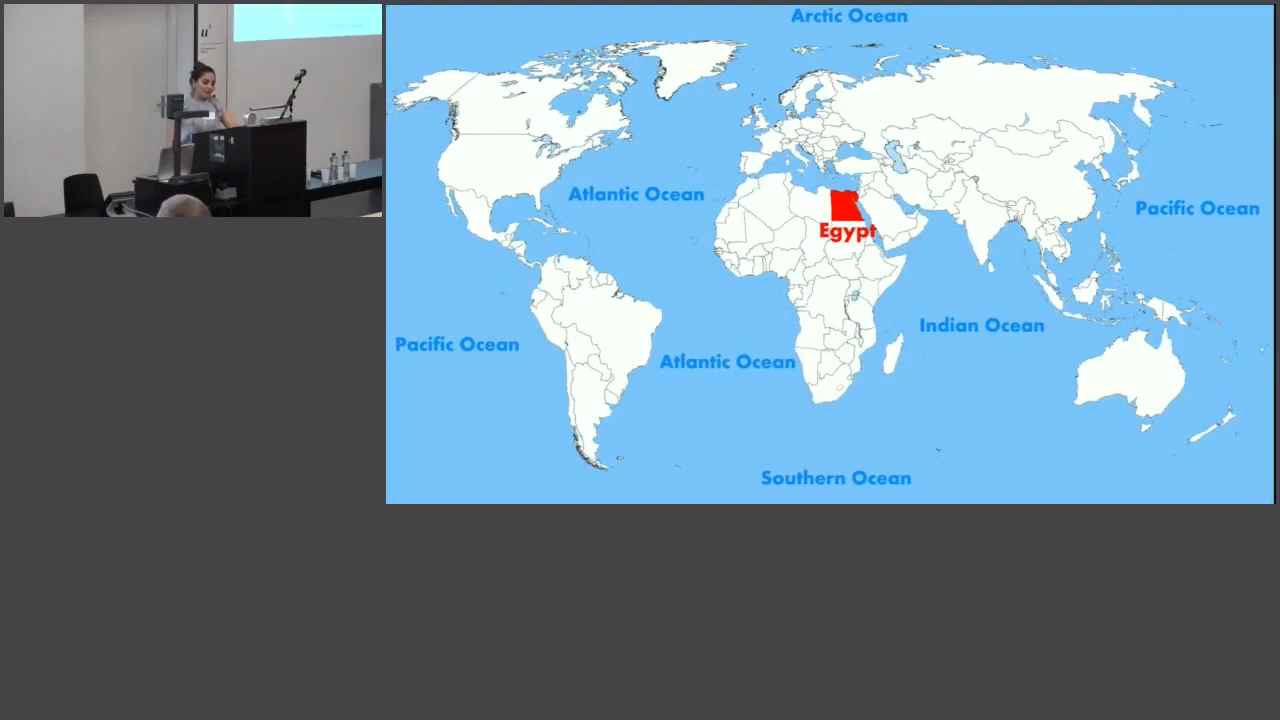 u
Arctic Ocean
Atlantic Ocean
Pacific Ocean
Egypt
Indian Ocean
Pacific Ocean
Atlantic Ocean
Southern Ocean